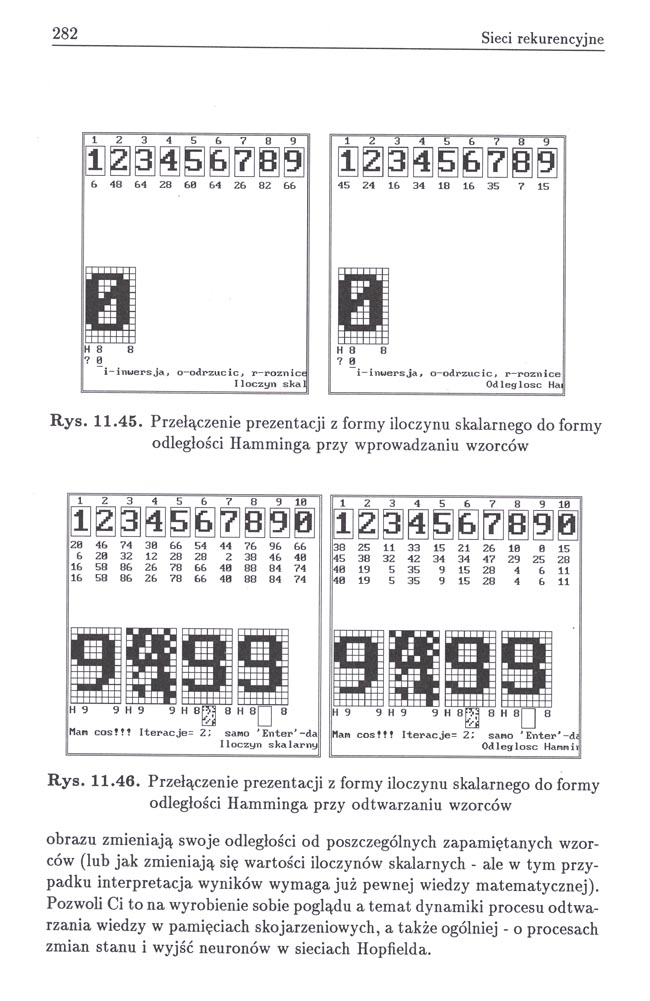 282
Sieci rekurencyjne
1 2 3 4 5 6 7 8 9
1 2 3 4 5 6 7 8 9
6 48 64 28 60 64 26 82 66
0
H 8 8
? 0
i-inwersja, o-odrzucic, r-roznice
Iloczyn skal
1 2 3 4 5 6 7 8 9
1 2 3 4 5 6 7 8 9
45 24 16 34 18 16 35 7 15
0
H 8 8
? 0
i-inwersja, o-odrzucic, r-roznice
Odleglosc Ha
Rys. 11.45. Przełączenie prezentacji z formy iloczynu skalarnego do formy
odległości Hamminga przy wprowadzaniu wzorców
1 2 3 4 5 6 7 8 9 10
1 2 3 4 5 6 7 8 9 0
20 46 74 30 66 54 44 76 96 66
6 20 32 12 28 28 2 38 46 40
16 58 86 26 78 66 40 88 84 74
16 58 86 26 78 66 40 88 84 74
9 9 9
H 9 9 H 9 9 H 8 8 H 8 8
Mam cos!!! Iteracje= 2; samo 'Enter'-da
Iloczyn skalarny
1 2 3 4 5 6 7 8 9 10
1 2 3 4 5 6 7 8 9 0
38 25 11 33 15 21 26 10 0 15
45 38 32 42 34 34 47 29 25 28
40 19 5 35 9 15 28 4 6 11
40 19 5 35 9 15 28 4 6 11
9 9 9
H 9 9 H 9 9 H 8 8 H 8 8
Mam cos!!! Iteracje= 2; samo 'Enter'-da
Odleglosc Hammin
Rys. 11.46. Przełączenie prezentacji z formy iloczynu skalarnego do formy
odległości Hamminga przy odtwarzaniu wzorców
obrazu zmieniają swoje odległości od poszczególnych zapamiętanych wzor-
ców (lub jak zmieniają się wartości iloczynów skalarnych - ale w tym przy-
padku interpretacja wyników wymaga już pewnej wiedzy matematycznej).
Pozwoli Ci to na wyrobienie sobie poglądu a temat dynamiki procesu odtwa-
rzania wiedzy w pamięciach skojarzeniowych, a także ogólniej - o procesach
zmian stanu i wyjść neuronów w sieciach Hopfielda.